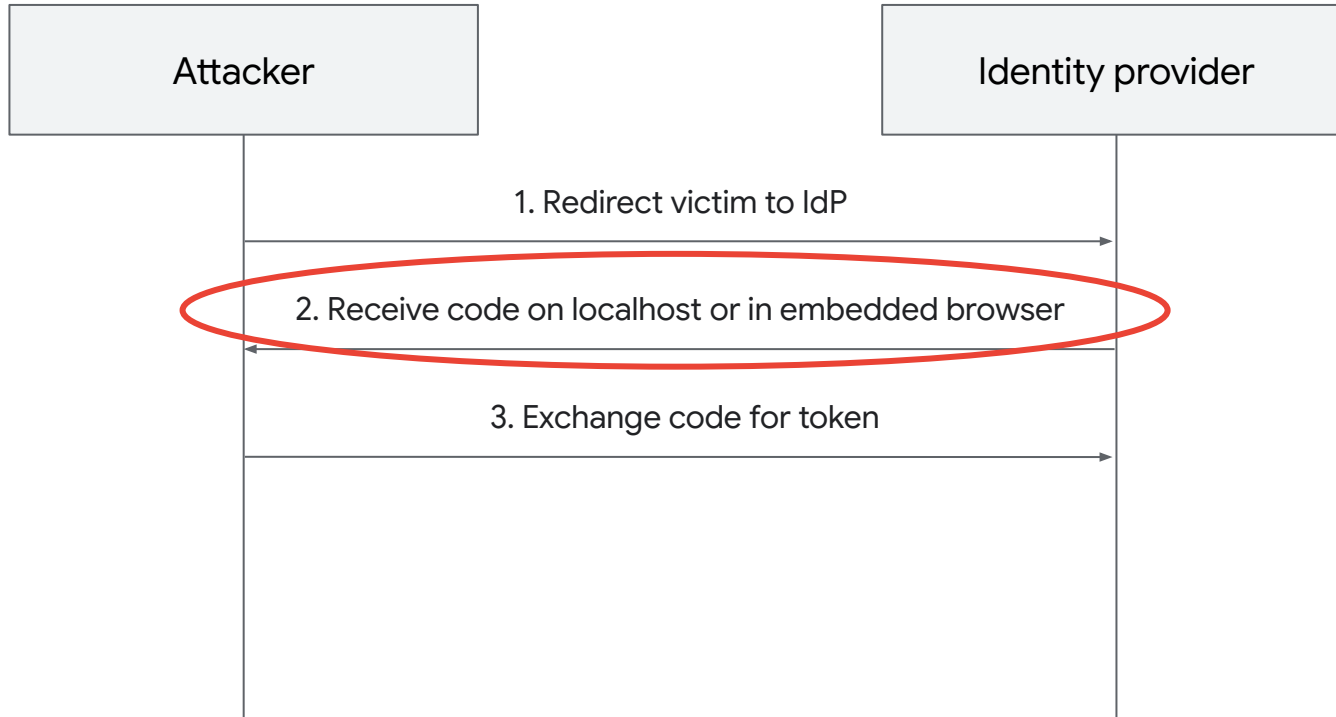 Attacker
Identity provider
1. Redirect victim to IdP
2. Receive code on localhost or in embedded browser
3. Exchange code for token